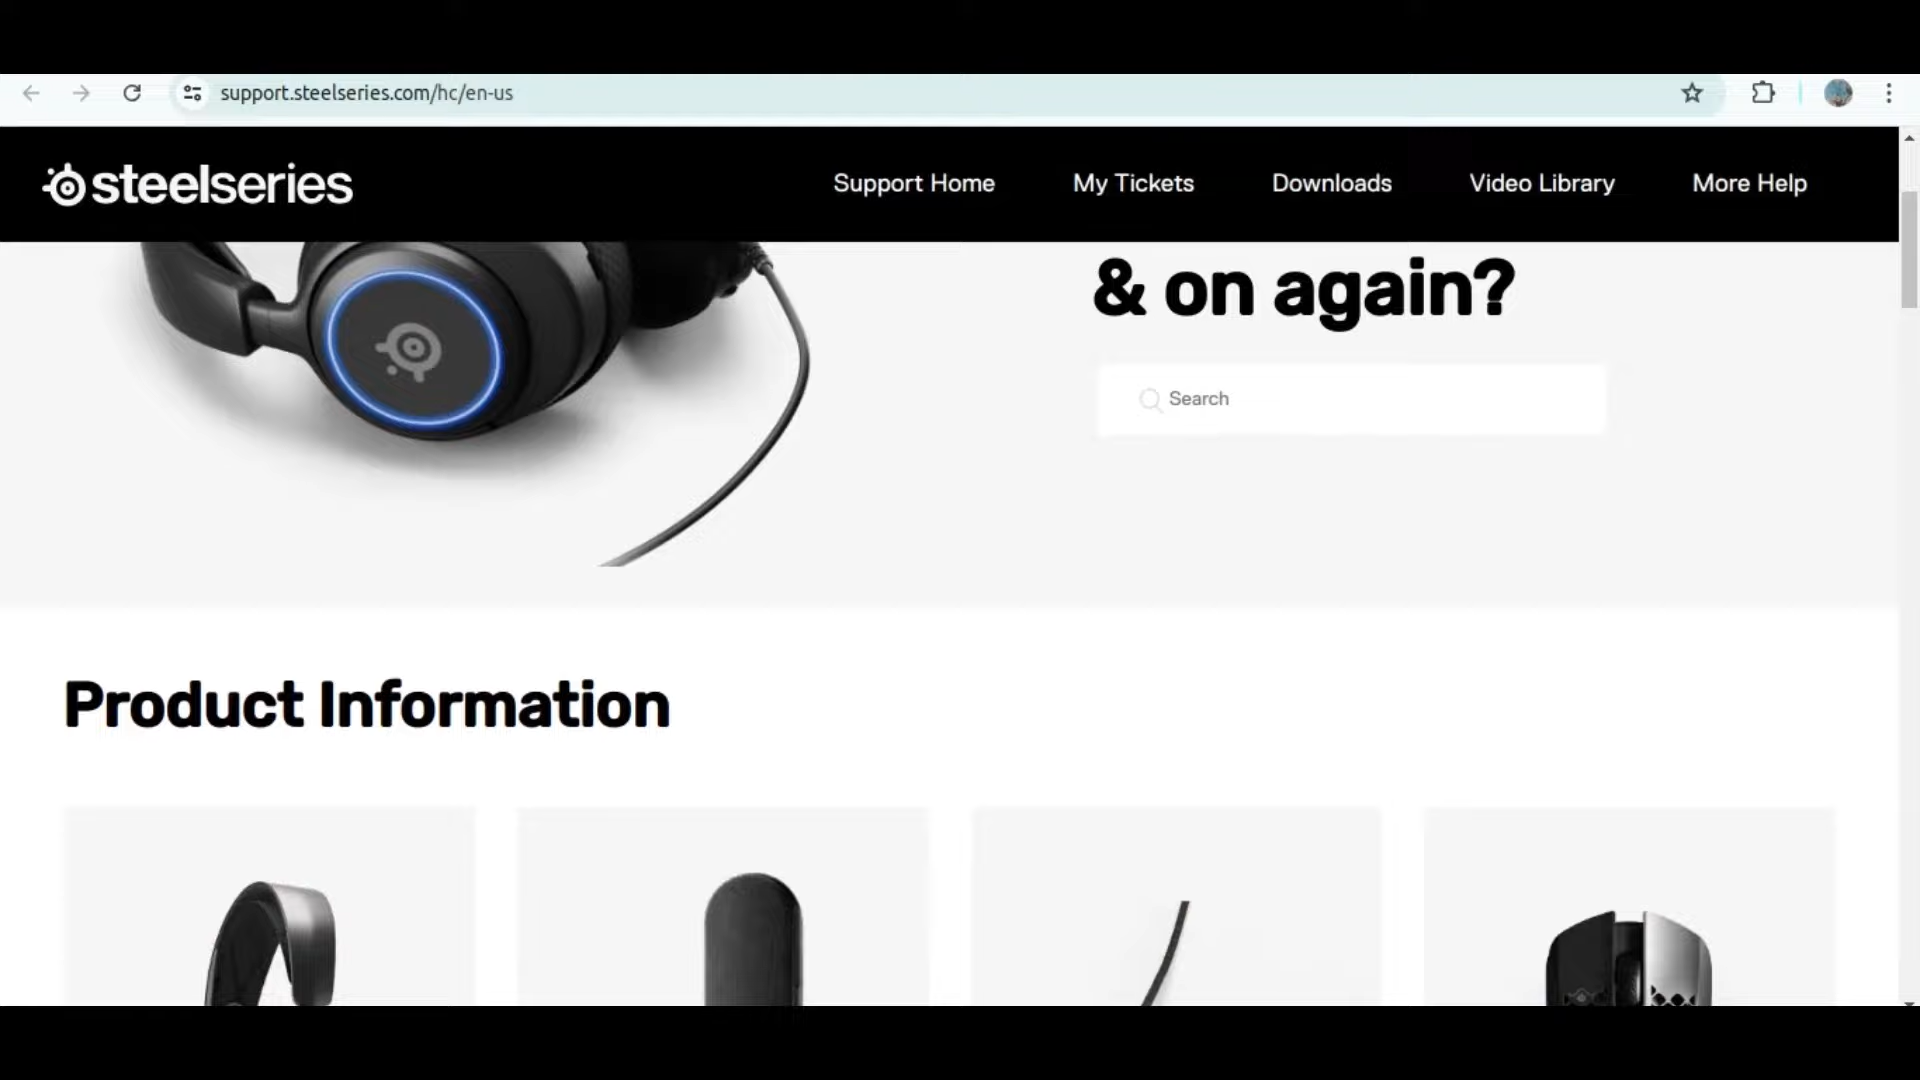 support.steelseries.com/hc/en-us
steelseries
Support Home
My Tickets
Downloads
Video Library
More Help
& on again?
Search
Product Information